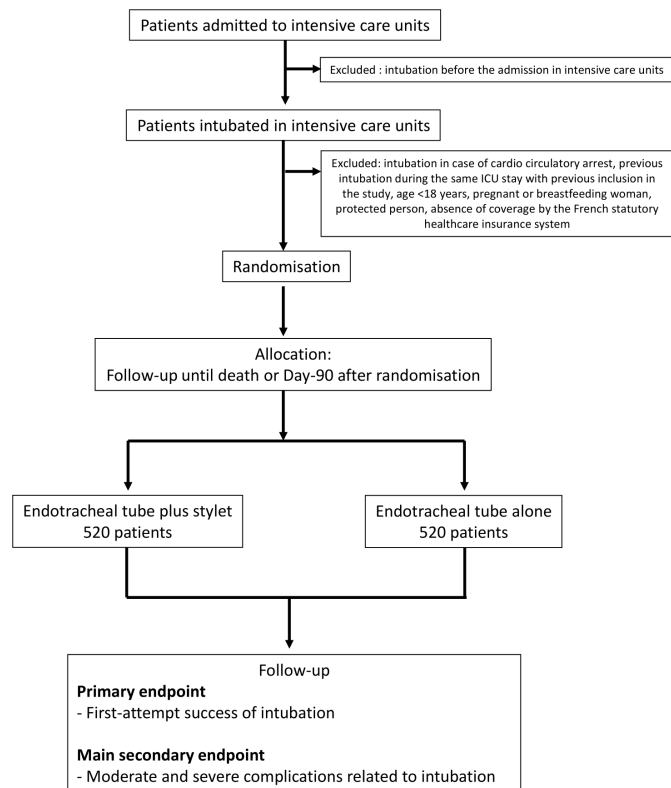 Patients admitted to intensive care units
Excluded : intubation before the admission in intensive care units
Patients intubated in intensive care units
Excluded: intubation in case of cardio circulatory arrest, previous
intubation during the same ICU stay with previous inclusion in
the study, age <18 years, pregnant or breastfeeding woman,
protected person, absence of coverage by the French statutory
healthcare insurance system
Randomisation
Allocation:
Follow-up until death or Day-90 after randomisation
Endotracheal tube plus stylet
520 patients
Endotracheal tube alone
520 patients
Follow-up
Primary endpoint
- First-attempt success of intubation
Main secondary endpoint
- Moderate and severe complications related to intubation